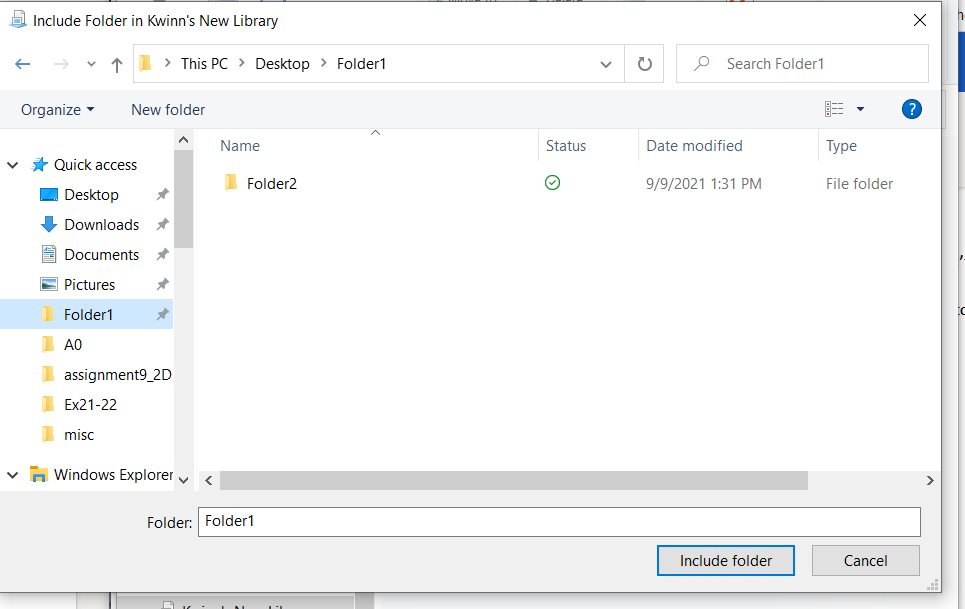 Include Folder in Kwinn's New Library
This PC > Desktop > Folder1
Search Folder1
Organize
New folder
?
Name
Status
Date modified
Type
Quick access
Desktop
Downloads
Documents
Pictures
Folder1
A0
assignment9_2D
Ex21-22
misc
Windows Explorer
Folder2
9/9/2021 1:31 PM
File folder
Folder: Folder1
Include folder
Cancel